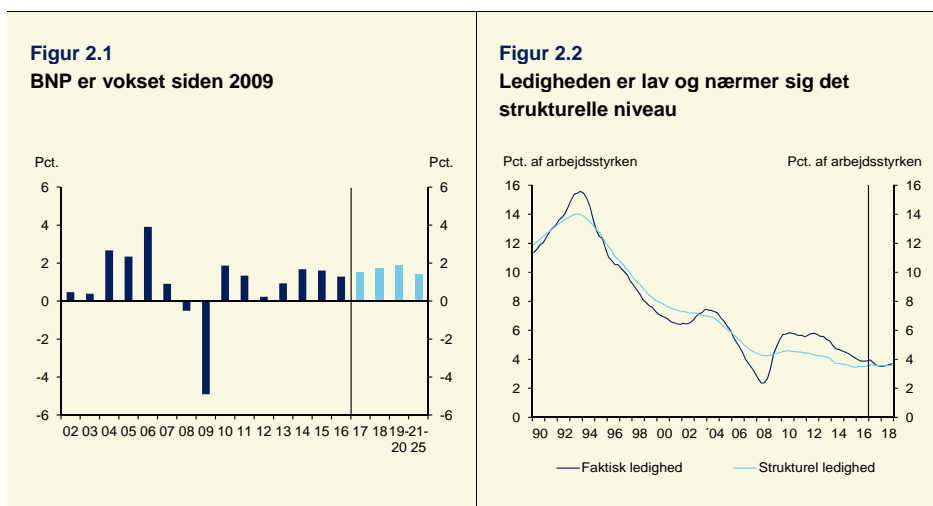 Figur 2.1
BNP er vokset siden 2009
Pct.
Pct.
6
4
2
0
-2
-4
-6
6
4
2
0
-2
-4
-6
02 03 04 05 06 07 08 09 10 11 12 13 14 15 16 17 18 19- 21-
20 25
Figur 2.2
Ledigheden er lav og nærmer sig det
strukturelle niveau
Pct. af arbejdsstyrken
Pct. af arbejdsstyrken
16
14
12
10
8
6
4
2
0
16
14
12
10
8
6
4
2
0
90 92 94 96 98 00 02 ´04 06 08 10 12 14 16 18
Faktisk ledighed
Strukturel ledighed